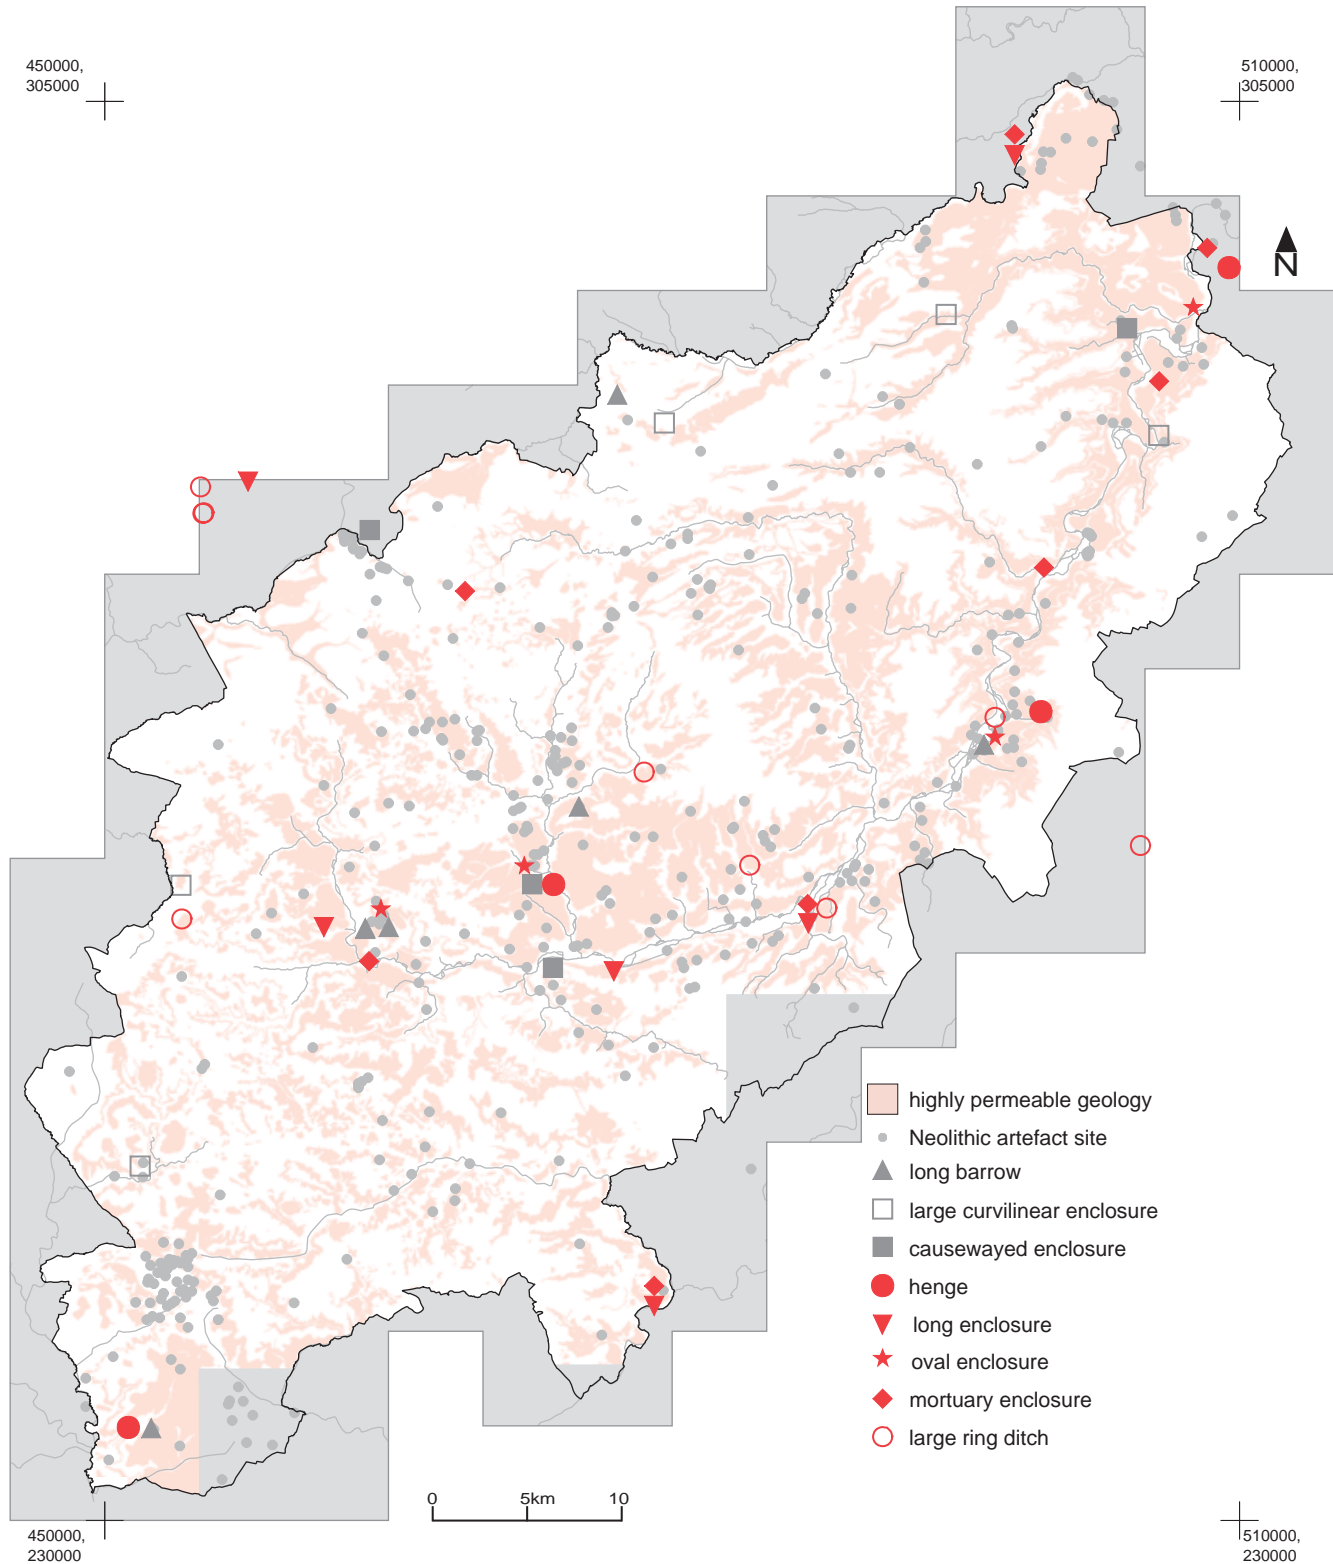 450000,
305000
510000,
305000
N
highly permeable geology
Neolithic artefact site
long barrow
large curvilinear enclosure
causewayed enclosure
henge
long enclosure
oval enclosure
mortuary enclosure
large ring ditch
0 5km 10
450000,
230000
510000,
230000